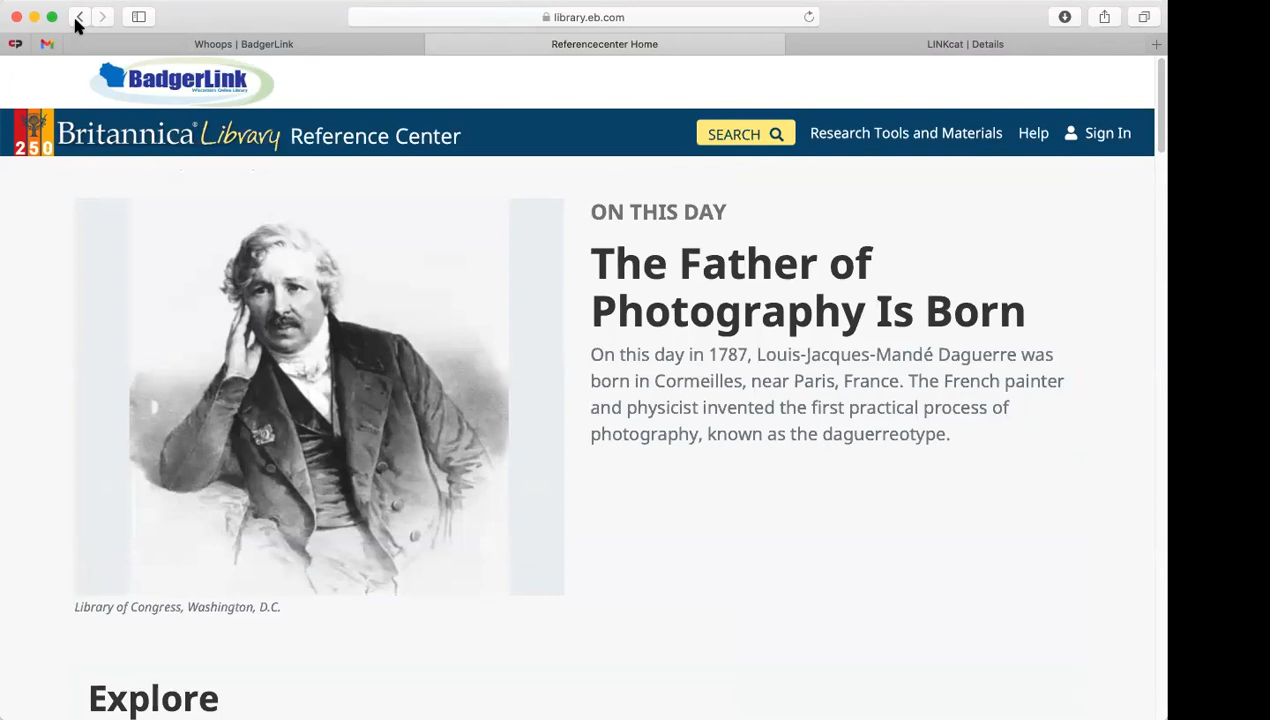 library.eb.com
Whoops | BadgerLink
Referencecenter Home
LINKcat | Details
BadgerLink
Wisconsin's Online Library
250
Britannica® Library Reference Center
SEARCH
Research Tools and Materials
Help
Sign In
ON THIS DAY
The Father of
Photography Is Born
On this day in 1787, Louis-Jacques-Mandé Daguerre was
born in Cormeilles, near Paris, France. The French painter
and physicist invented the first practical process of
photography, known as the daguerreotype.
Library of Congress, Washington, D.C.
Explore